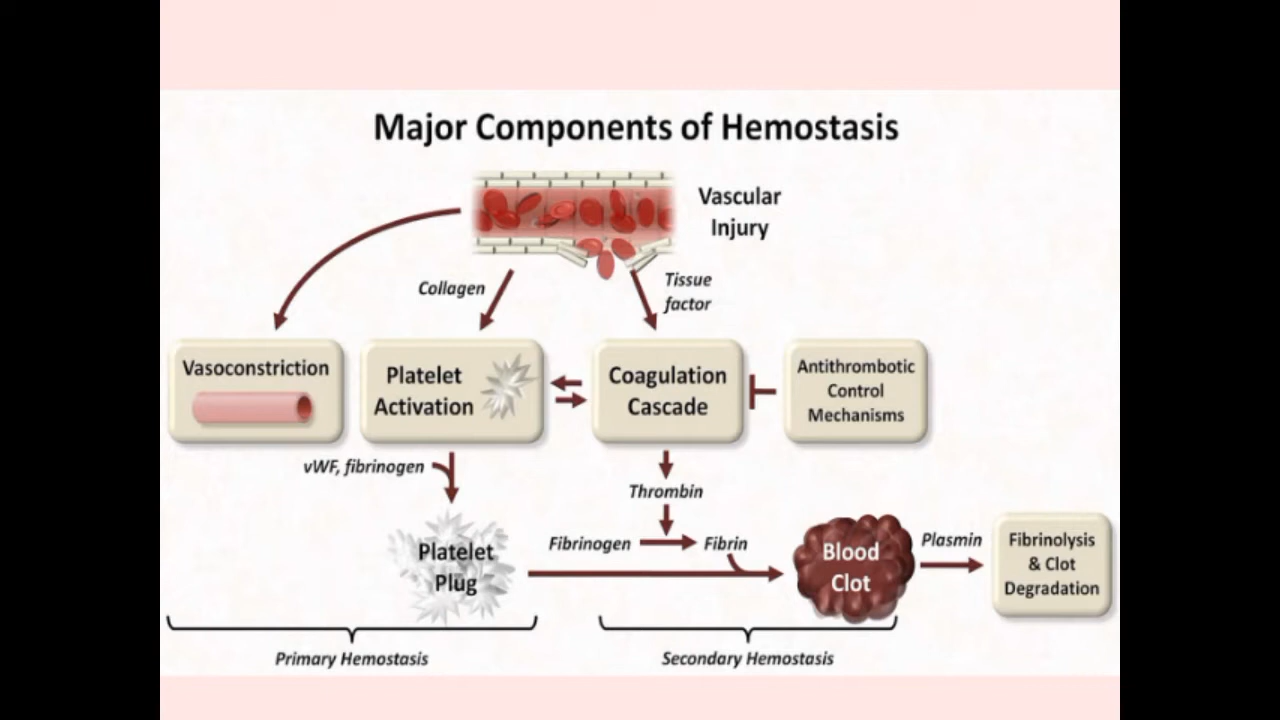 Major Components of Hemostasis
Vascular
Injury
Collagen
Tissue
factor
Vasoconstriction
Platelet
Activation
Coagulation
Cascade
Antithrombotic
Control
Mechanisms
vWF, fibrinogen
Thrombin
Fibrinogen
Fibrin
Platelet
Plug
Blood
Clot
Plasmin
Fibrinolysis
& Clot
Degradation
Primary Hemostasis
Secondary Hemostasis